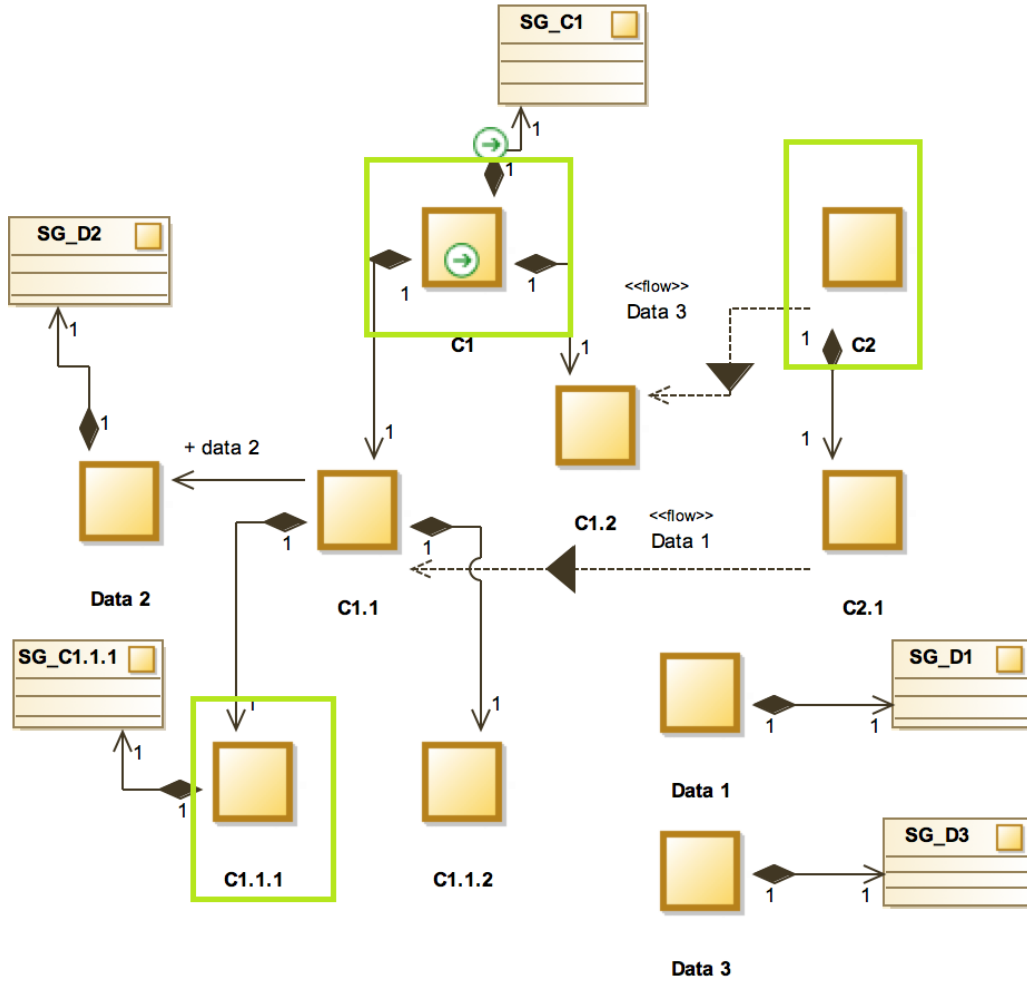 SG_C1
1
1
SG_D2
1
1
<<flow>>
Data 3
C1
1
C2
1
1
1
+ data 2
1
1
1
1
C1.2
<<flow>>
Data 1
Data 2
C1.1
C2.1
SG_C1.1.1
SG_D1
1
1
1
1
1
1
Data 1
SG_D3
C1.1.1
C1.1.2
1
1
Data 3